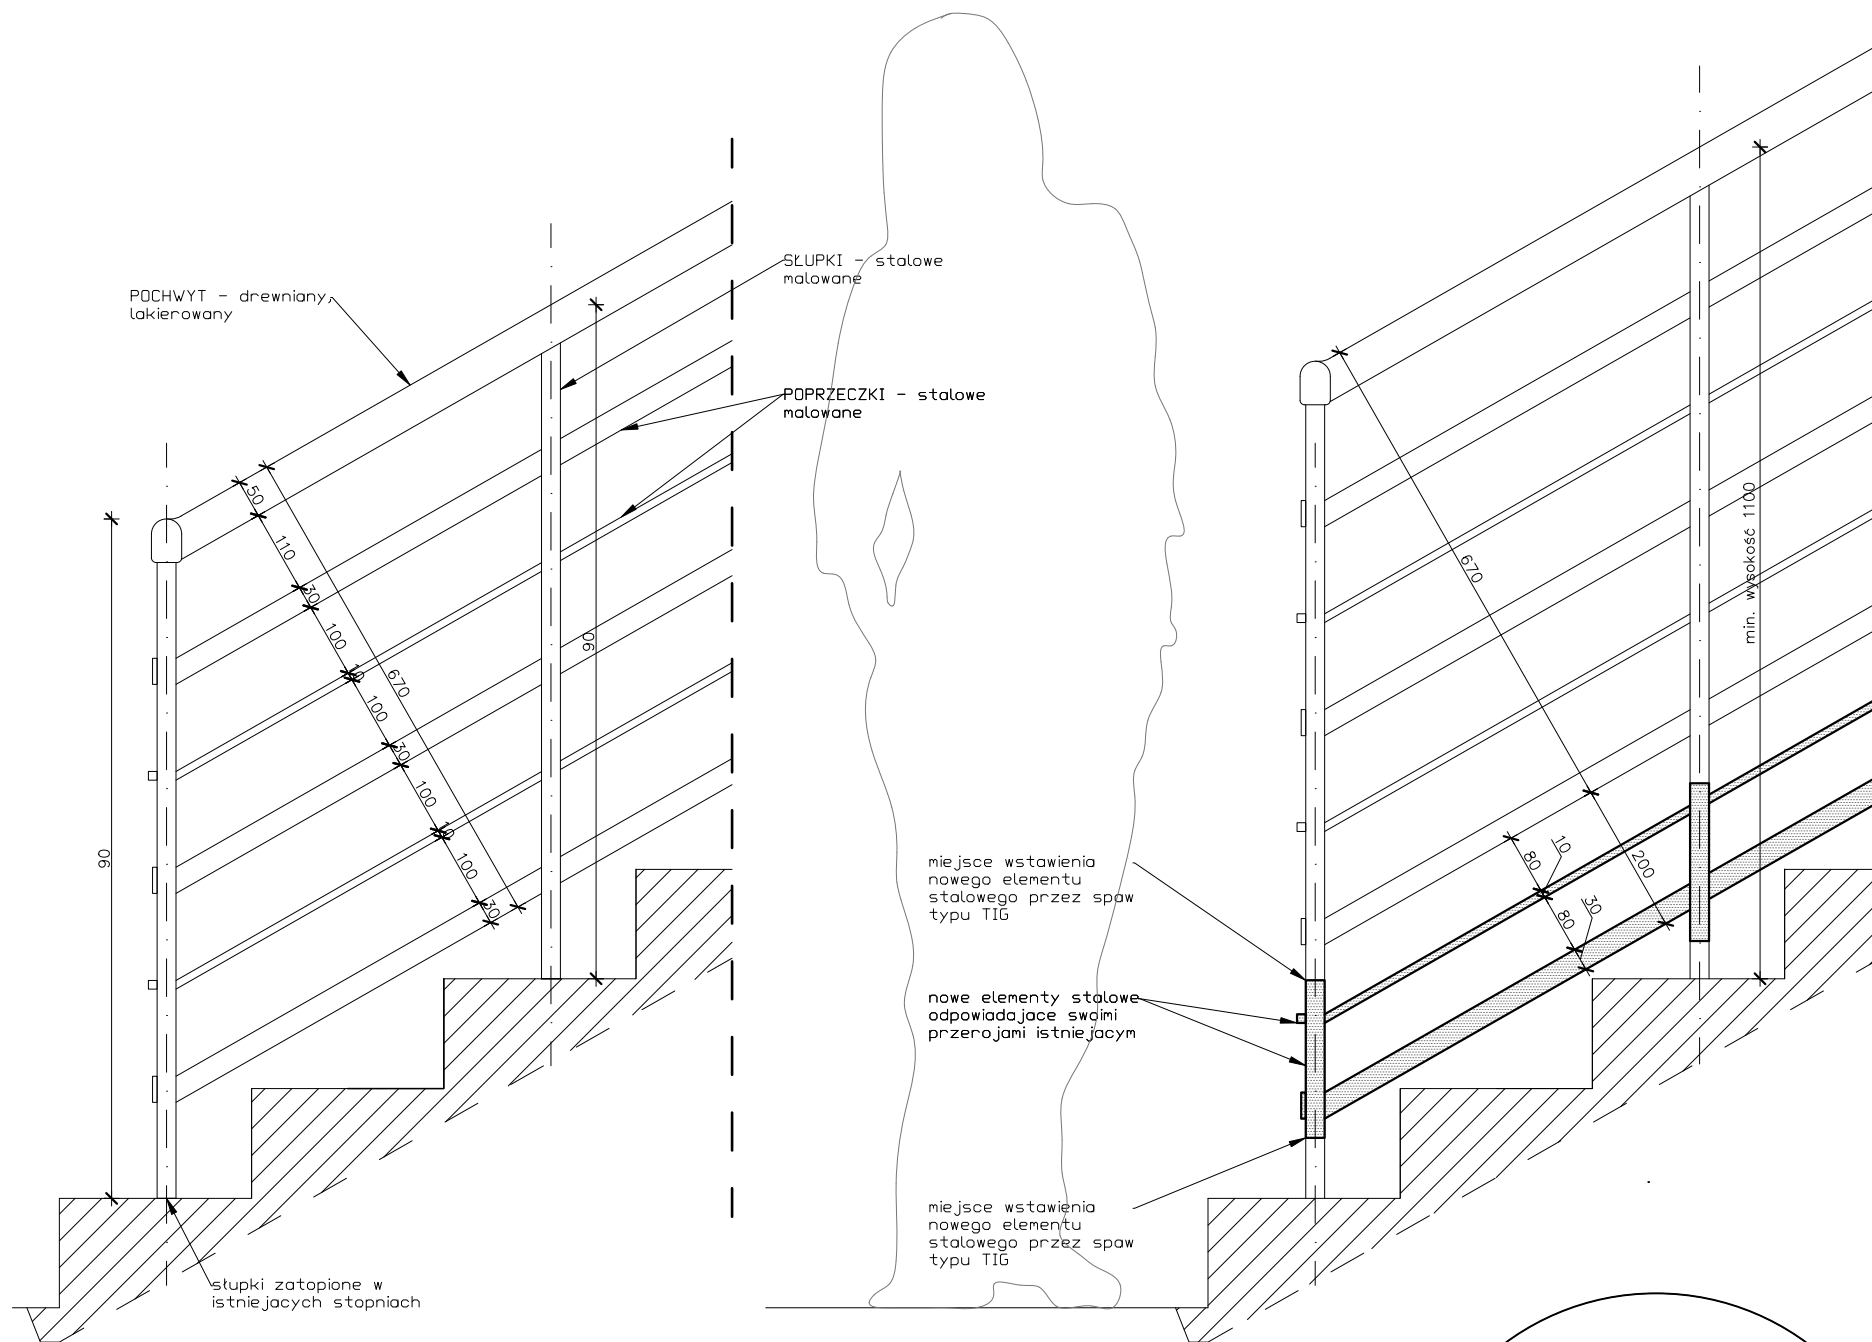 POCHWYT - drewniany,
lakierowany
SŁUPKI - stalowe
malowane
POPRZECZKI - stalowe
malowane
50
110
30
100
10
100
30
100
10
100
30
670
90
90
słupki zatopione w
istniejacych stopniach
miejsce wstawienia
nowego elementu
stalowego przez spaw
typu TIG
nowe elementy stalowe
odpowiadajace swoimi
przerojami istniejacym
miejsce wstawienia
nowego elementu
stalowego przez spaw
typu TIG
670
min. wysokość 1100
80
10
200
80
30